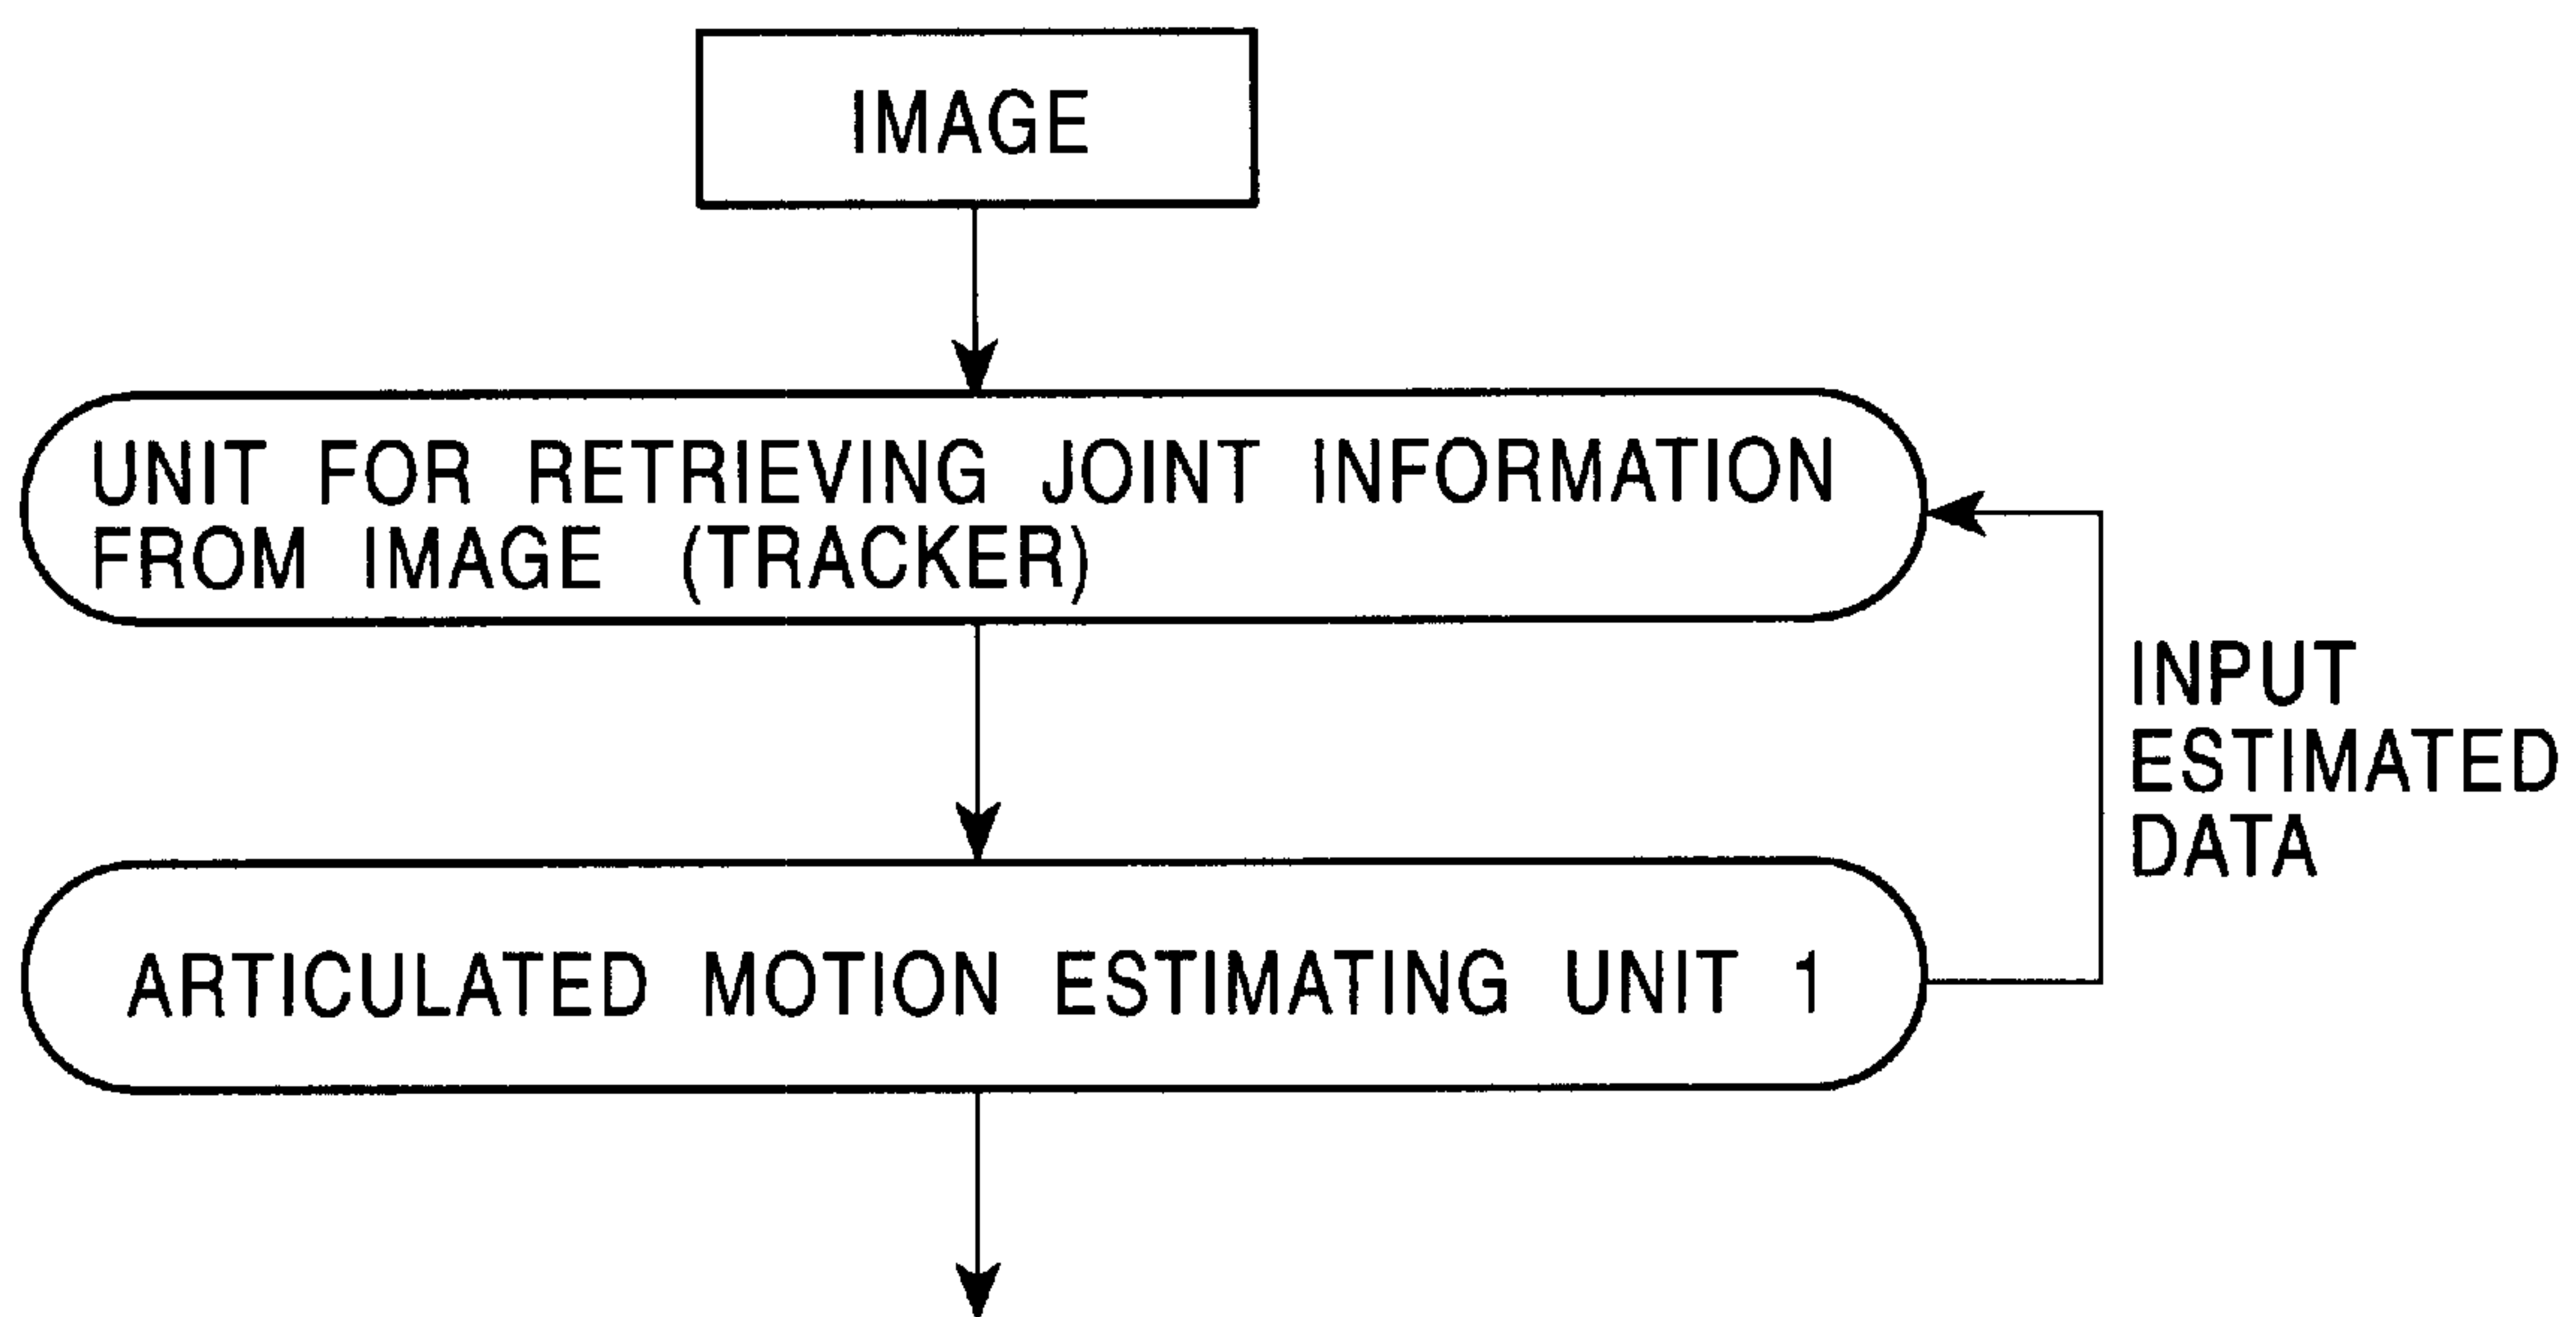 IMAGE
UNIT FOR RETRIEVING JOINT INFORMATION
FROM IMAGE (TRACKER)
INPUT
ESTIMATED
DATA
ARTICULATED MOTION ESTIMATING UNIT 1